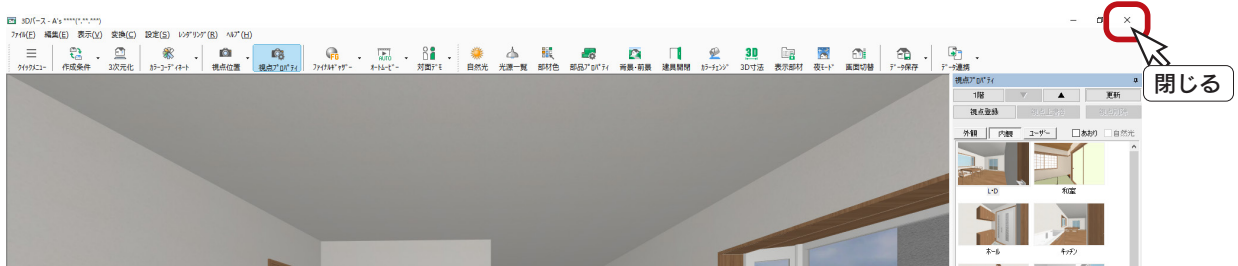 3Dパース - A's ****(*.**.***)
ファイル(F) 編集(E) 表示(V) 変換(C) 設定(S) レンダリング(R) ヘルプ(H)
クイックメニュー 作成条件 3次元化 カラーコーディネート 視点位置 視点プロパティ ファイナルギャザー オートムービー 対面デモ 自然光 光源一覧 部材色 部品プロパティ 背景・前景 建具開閉 カラーチェンジ 3D寸法 表示部材 夜モード 画面切替 データ保存 データ連携
視点プロパティ
閉じる
1階 ▼ ▲ 更新
視点登録
外観 内観 ユーザー あおり 自然光
L・D 和室
ホール キッチン